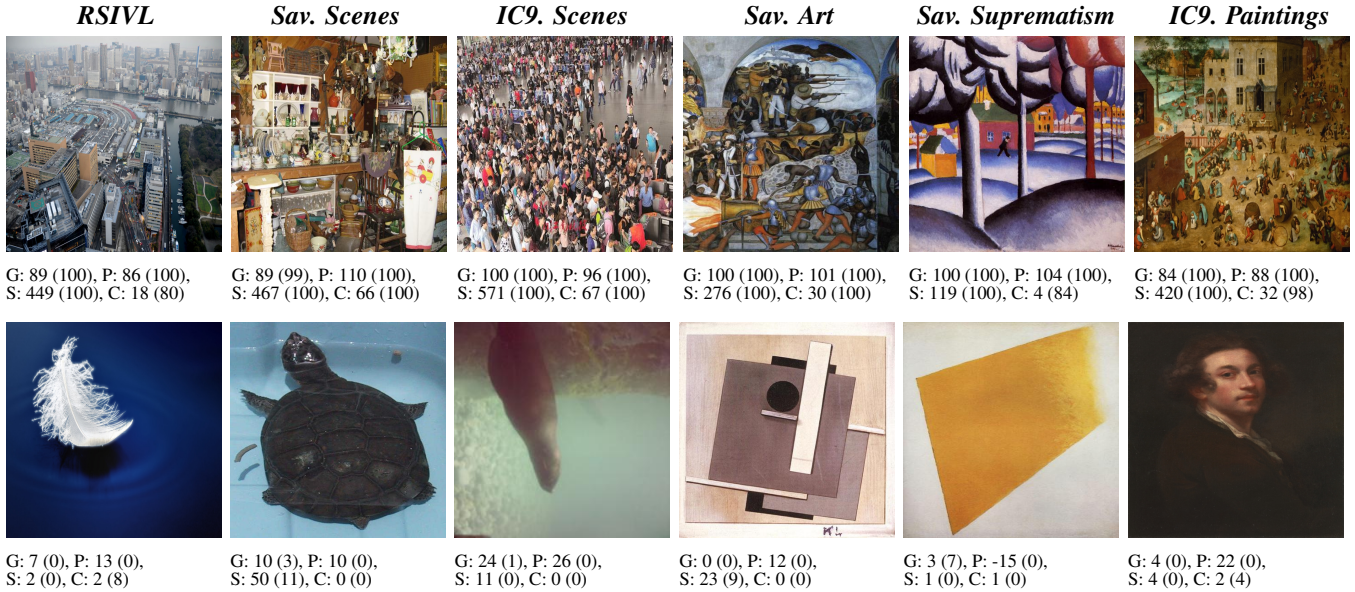 RSIVL
Sav. Scenes
IC9. Scenes
Sav. Art
Sav. Suprematism
IC9. Paintings
G: 89 (100), P: 86 (100),
S: 449 (100), C: 18 (80)
G: 89 (99), P: 110 (100),
S: 467 (100), C: 66 (100)
G: 100 (100), P: 96 (100),
S: 571 (100), C: 67 (100)
G: 100 (100), P: 101 (100),
S: 276 (100), C: 30 (100)
G: 100 (100), P: 104 (100),
S: 119 (100), C: 4 (84)
G: 84 (100), P: 88 (100),
S: 420 (100), C: 32 (98)
G: 7 (0), P: 13 (0),
S: 2 (0), C: 2 (8)
G: 10 (3), P: 10 (0),
S: 50 (11), C: 0 (0)
G: 24 (1), P: 26 (0),
S: 11 (0), C: 0 (0)
G: 0 (0), P: 12 (0),
S: 23 (9), C: 0 (0)
G: 3 (7), P: -15 (0),
S: 1 (0), C: 1 (0)
G: 4 (0), P: 22 (0),
S: 4 (0), C: 2 (4)